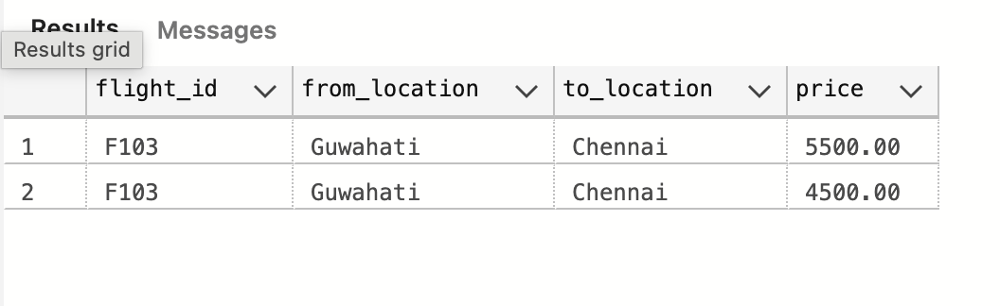 Results Messages
Results grid
flight_id from_location to_location price
1 F103 Guwahati Chennai 5500.00
2 F103 Guwahati Chennai 4500.00